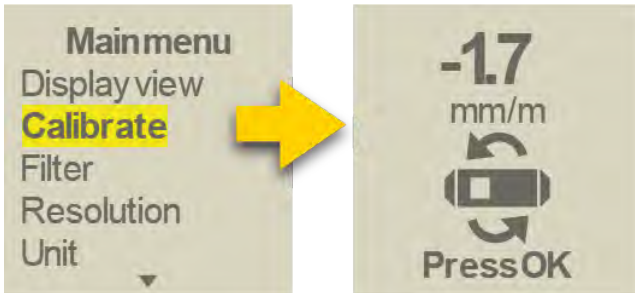 Main menu
Display view
Calibrate
Filter
Resolution
Unit
-1.7
mm/m
Press OK